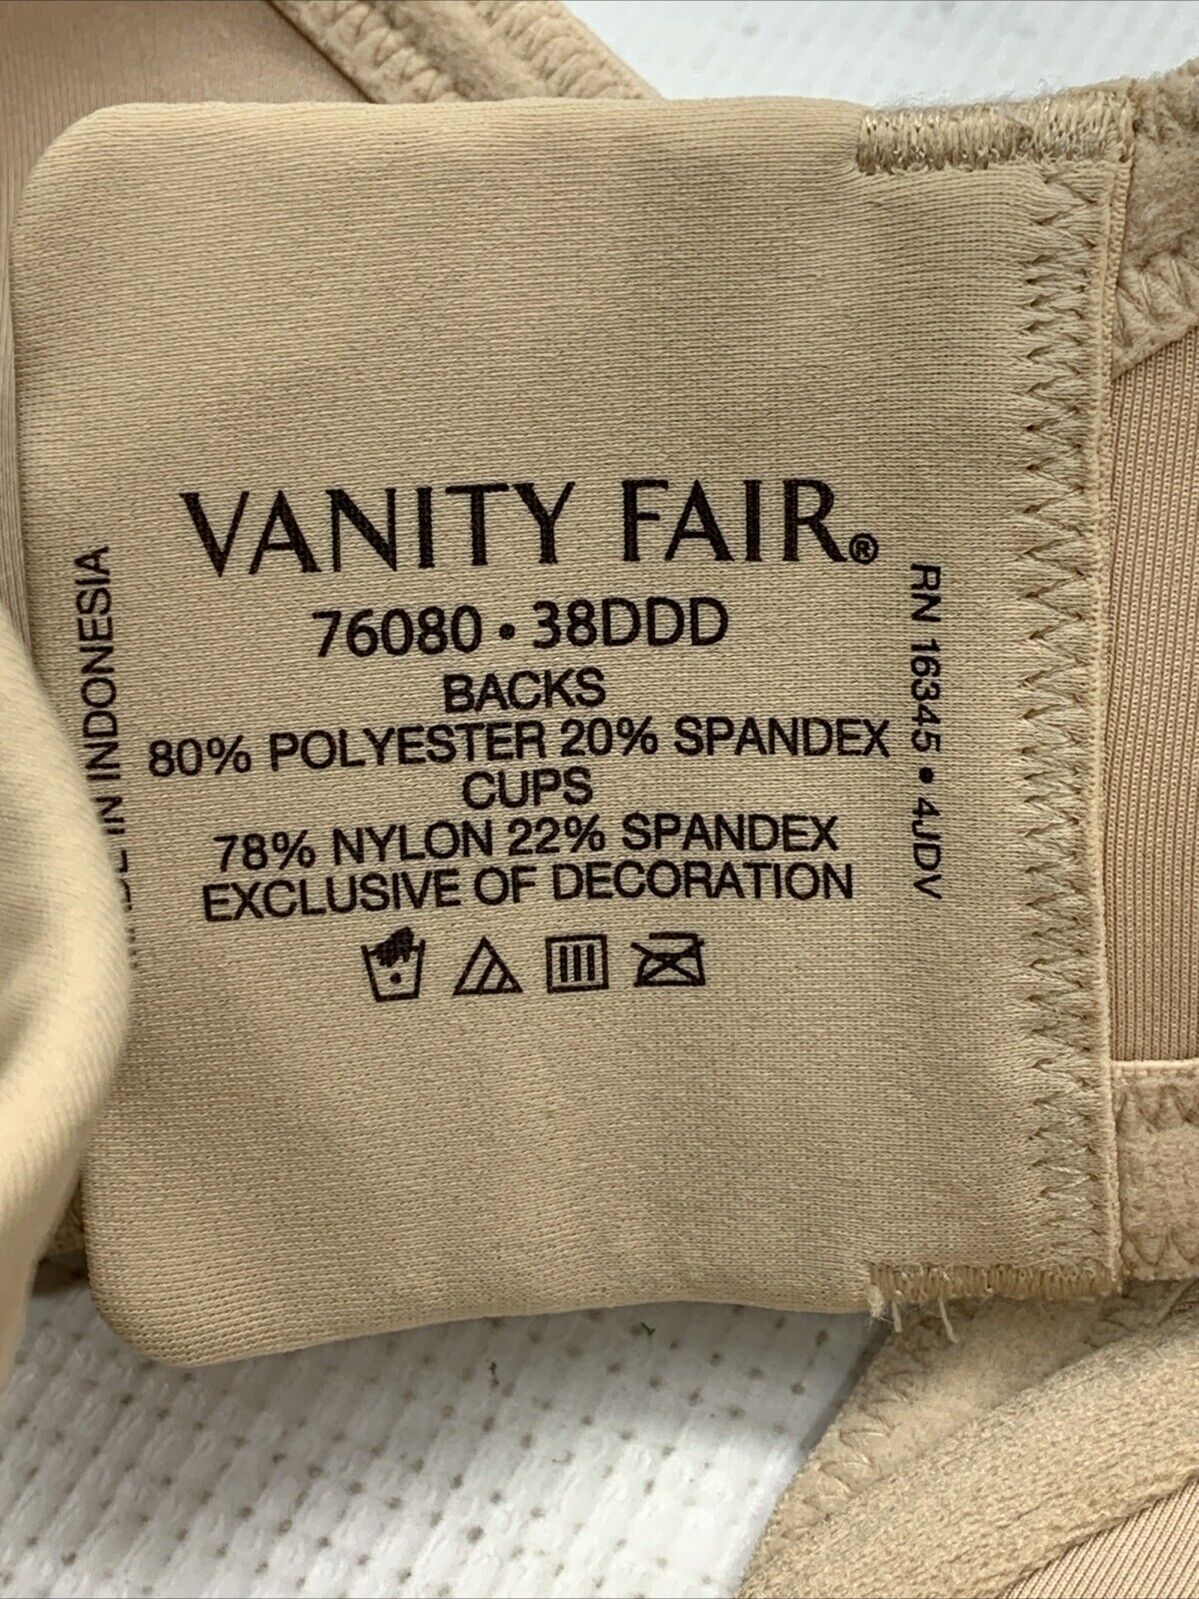 VANITY FAIR®
76080 • 38DDD
BACKS
80% POLYESTER 20% SPANDEX
CUPS
78% NYLON 22% SPANDEX
EXCLUSIVE OF DECORATION
IN INDONESIA
RN 16345 • 4JDV